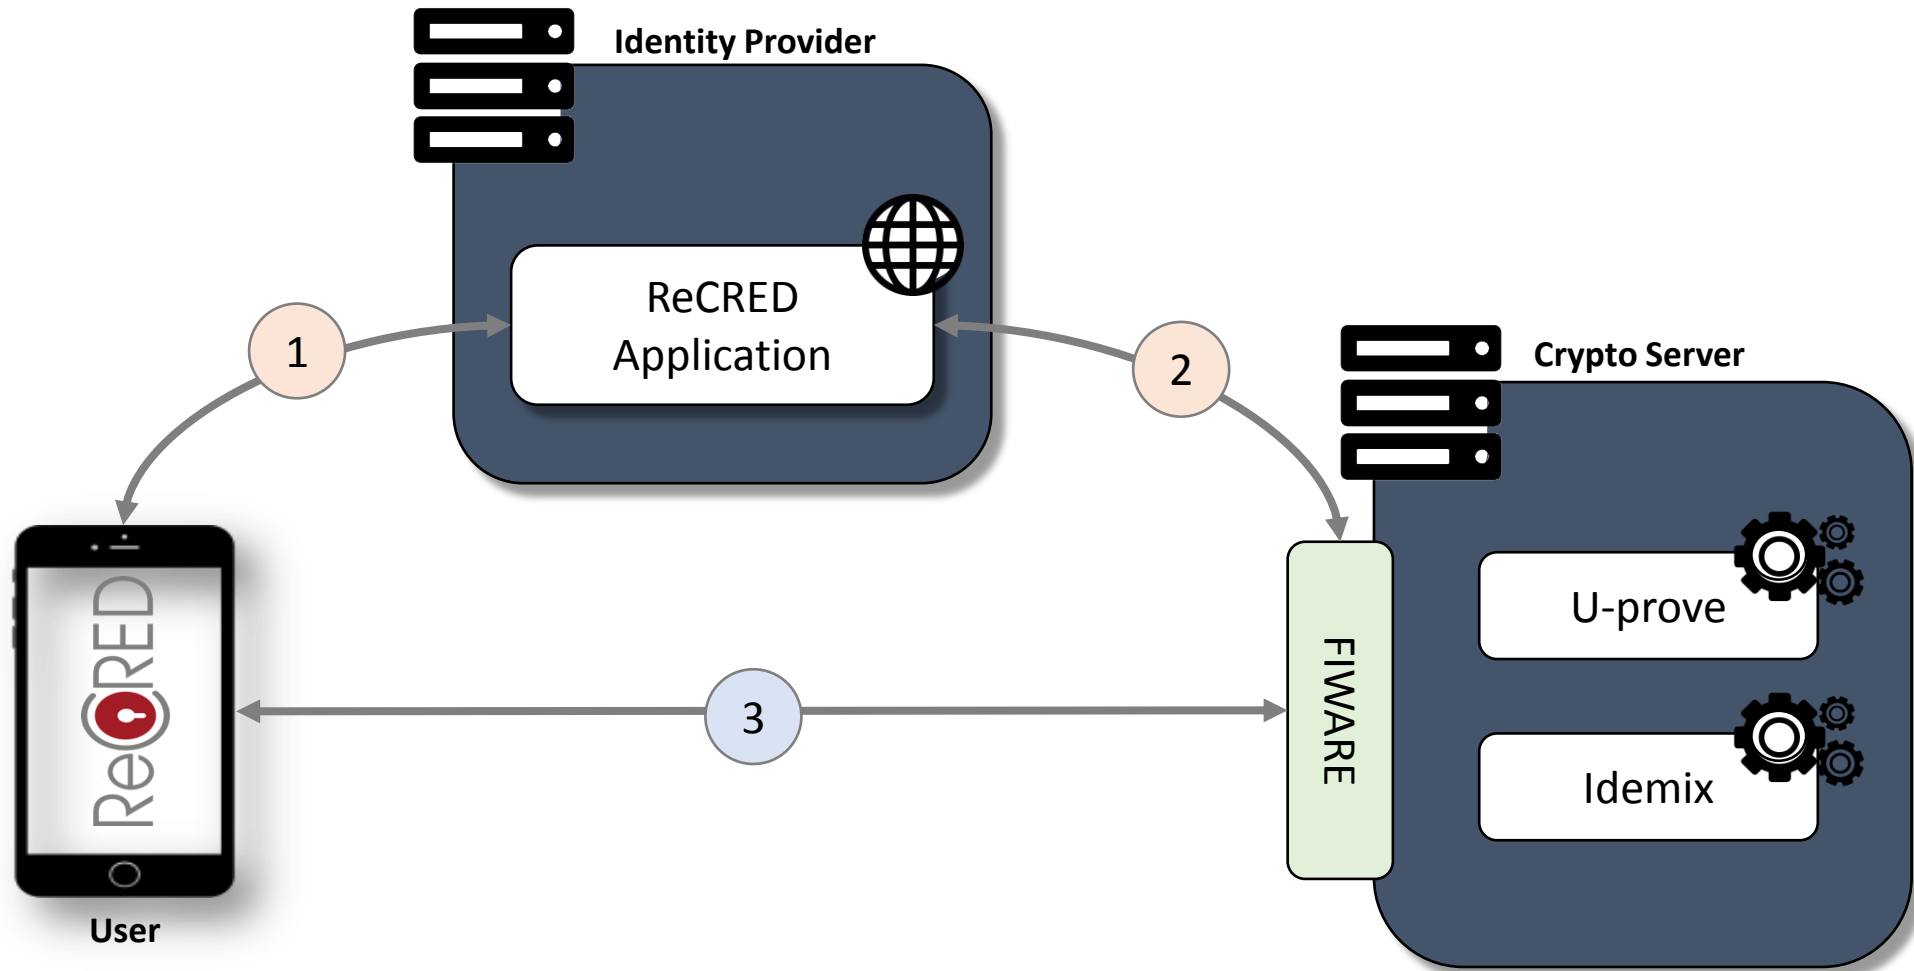 Identity Provider
ReCRED
Application
1
2
Crypto Server
U-prove
FIWARE
3
Idemix
ReCRED
User